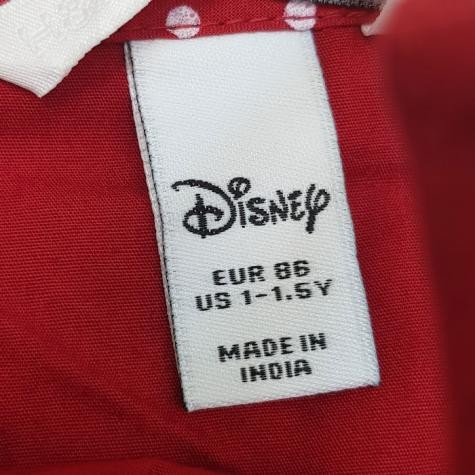 Disney
EUR 86
US 1-1.5Y
MADE IN
INDIA